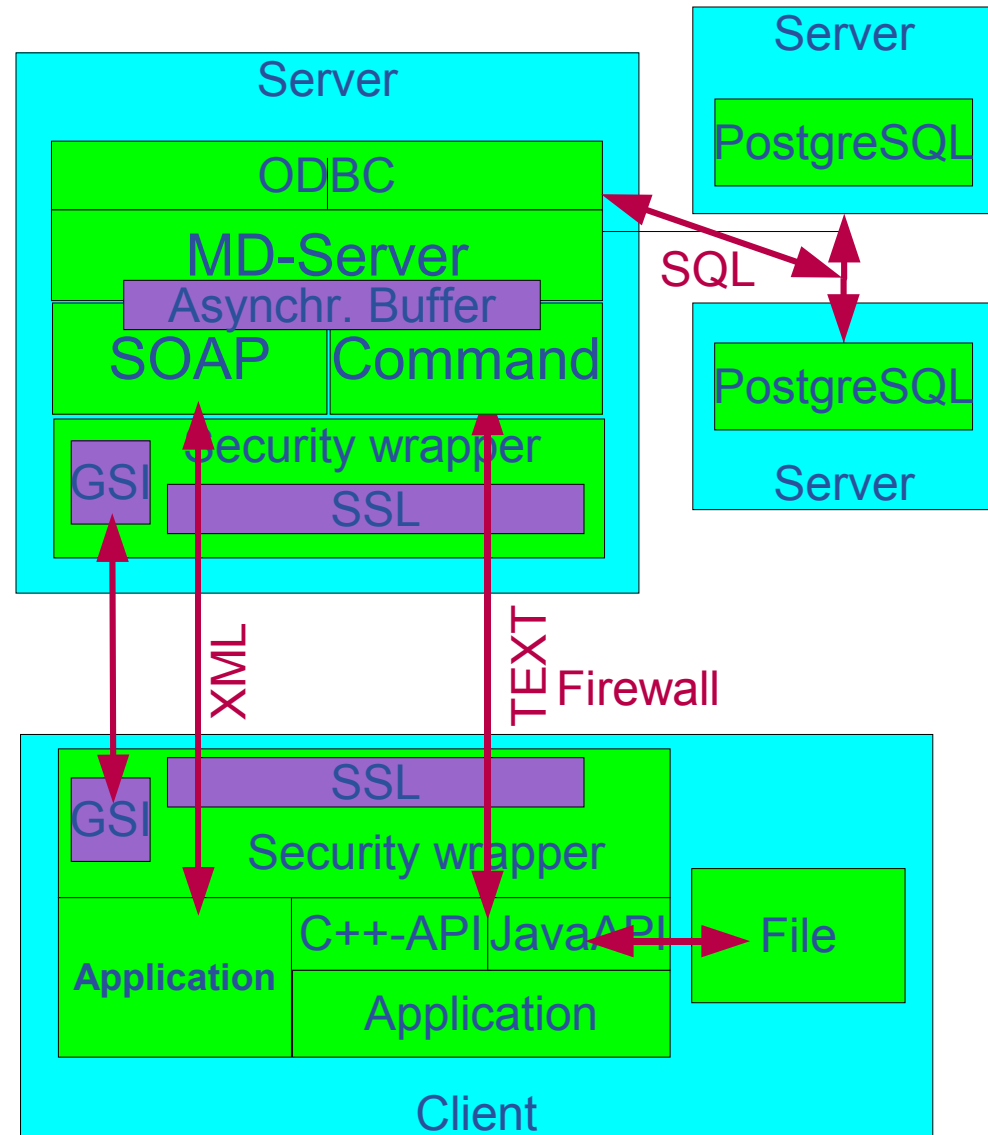 Server
ODBC
MD-Server
Asynchr. Buffer
SOAP
Command
Security wrapper
GSI
SSL
Server
PostgreSQL
SQL
PostgreSQL
Server
XML
TEXT
Firewall
SSL
GSI
Security wrapper
C++-API
JavaAPI
File
Application
Application
Client